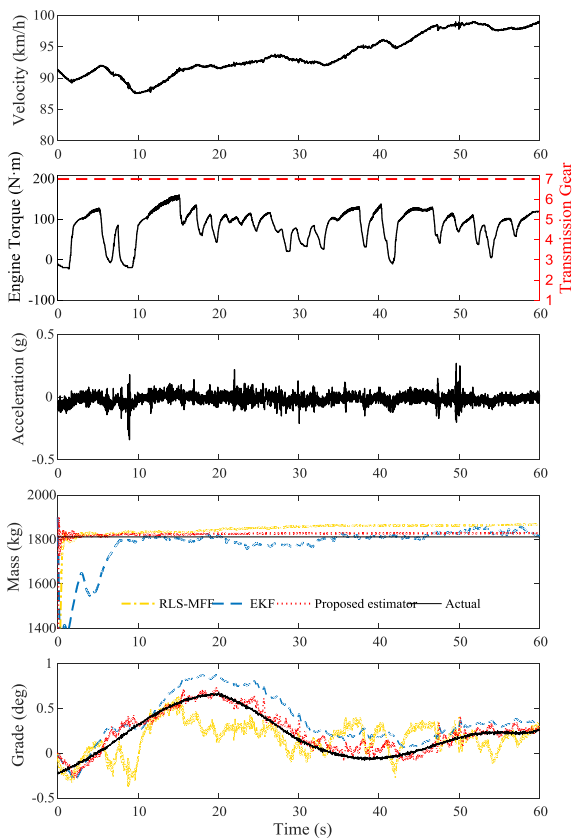 Velocity (km/h)
100
95
90
85
80
0 10 20 30 40 50 60
Engine Torque (N·m)
200
100
0
-100
0 10 20 30 40 50 60
7
6
5
4
3
2
1
Transmission Gear
Acceleration (g)
0.5
0
-0.5
0 10 20 30 40 50 60
Mass (kg)
2000
1800
1600
1400
RLS-MFF EKF Proposed estimator Actual
0 10 20 30 40 50 60
Grade (deg)
1
0.5
0
-0.5
0 10 20 30 40 50 60
Time (s)